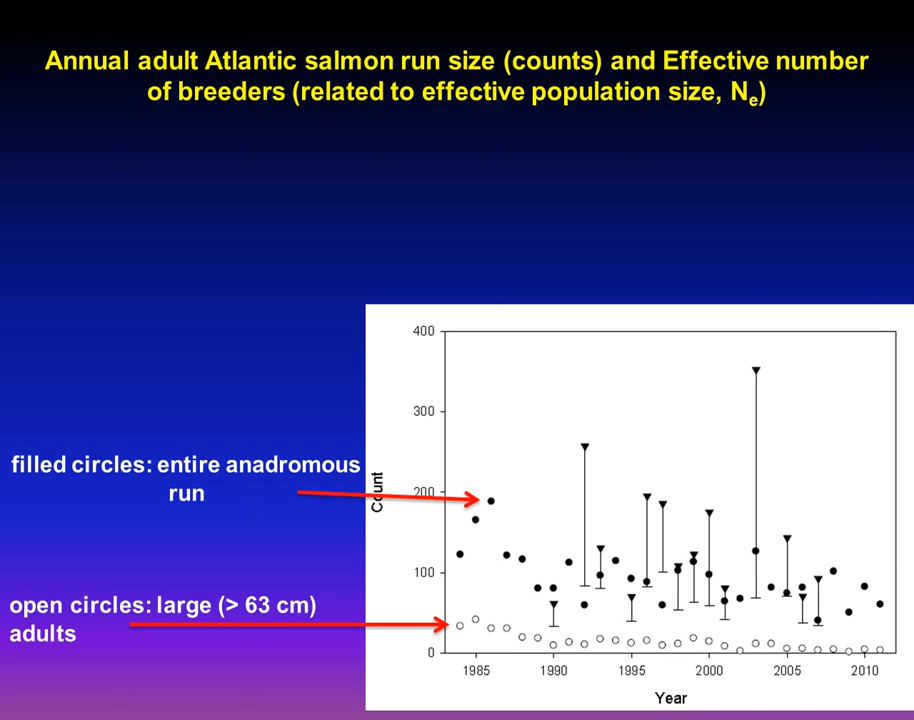 Annual adult Atlantic salmon run size (counts) and Effective number
of breeders (related to effective population size, Ne)
filled circles: entire anadromous
run
open circles: large (> 63 cm)
adults
Count
400
300
200
100
0
1985 1990 1995 2000 2005 2010
Year